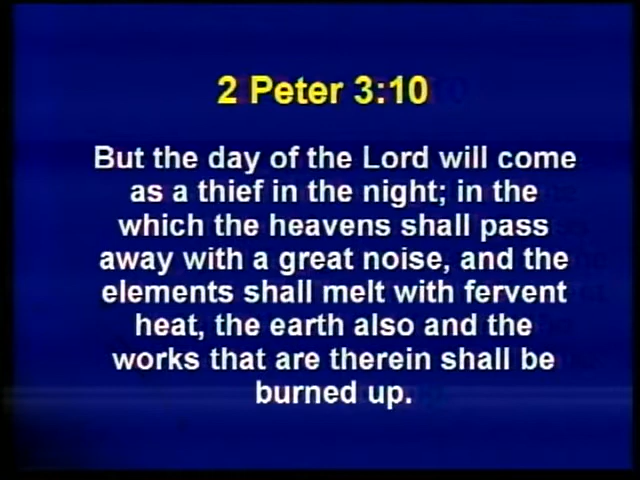 2 Peter 3:10
But the day of the Lord will come
as a thief in the night; in the
which the heavens shall pass
away with a great noise, and the
elements shall melt with fervent
heat, the earth also and the
works that are therein shall be
burned up.